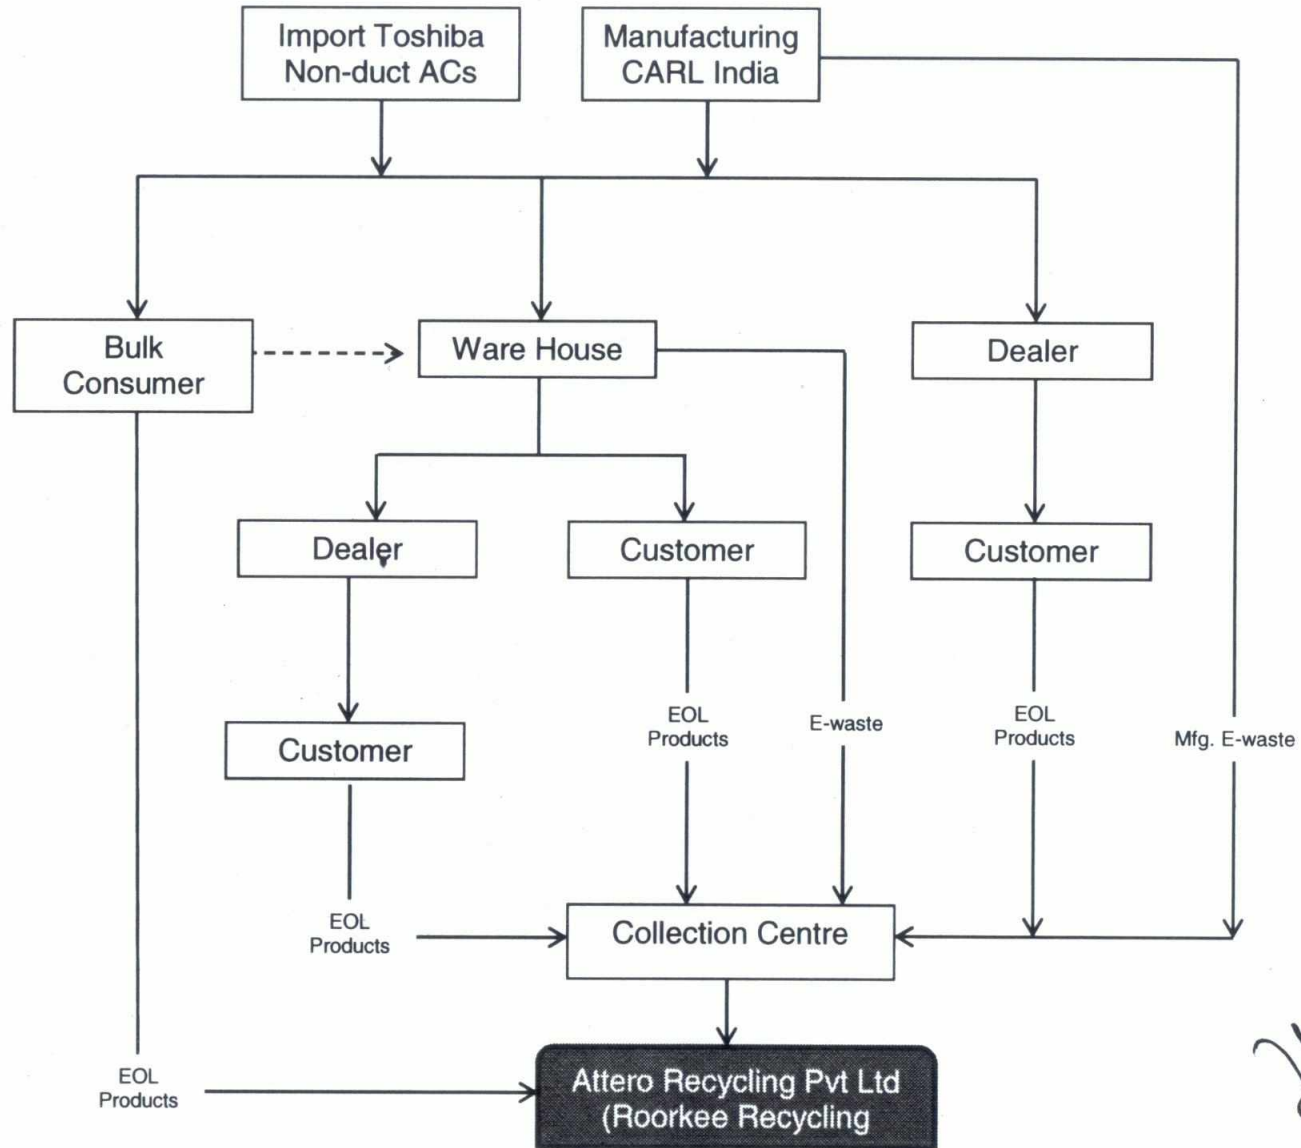 Import Toshiba
Non-duct ACs
Manufacturing
CARL India
Bulk
Consumer
Ware House
Dealer
Dealer
Customer
Customer
Customer
EOL
Products
E-waste
EOL
Products
Mfg. E-waste
EOL
Products
Collection Centre
EOL
Products
Attero Recycling Pvt Ltd
(Roorkee Recycling